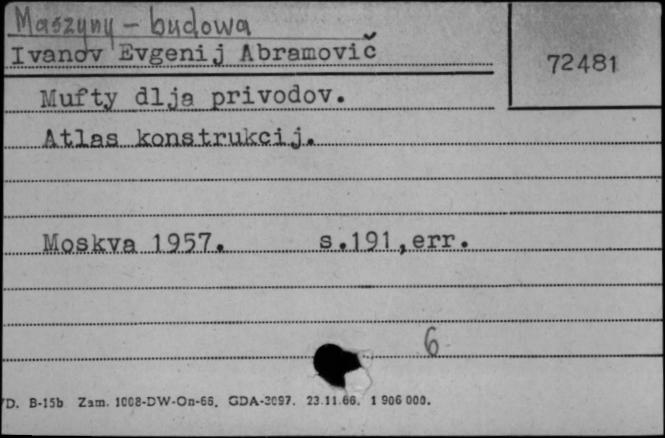 Maszyny - budowa
Ivanov Evgenij Abramovič
72481
Mufty dlja privodov.
Atlas konstrukcij.
Moskva 1957. s.191,err.
6
D. B-15b Zam. 1008-DW-On-66. GDA-3097. 23.11.66. 1 906 000.